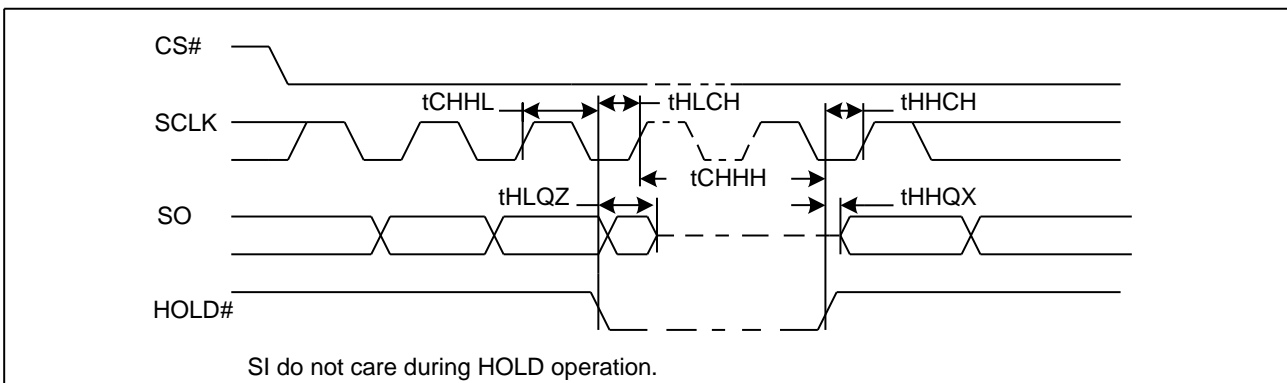 CS#
tCHHL
tHLCH
tHHCH
SCLK
tCHHH
tHLQZ
tHHQX
SO
HOLD#
SI do not care during HOLD operation.